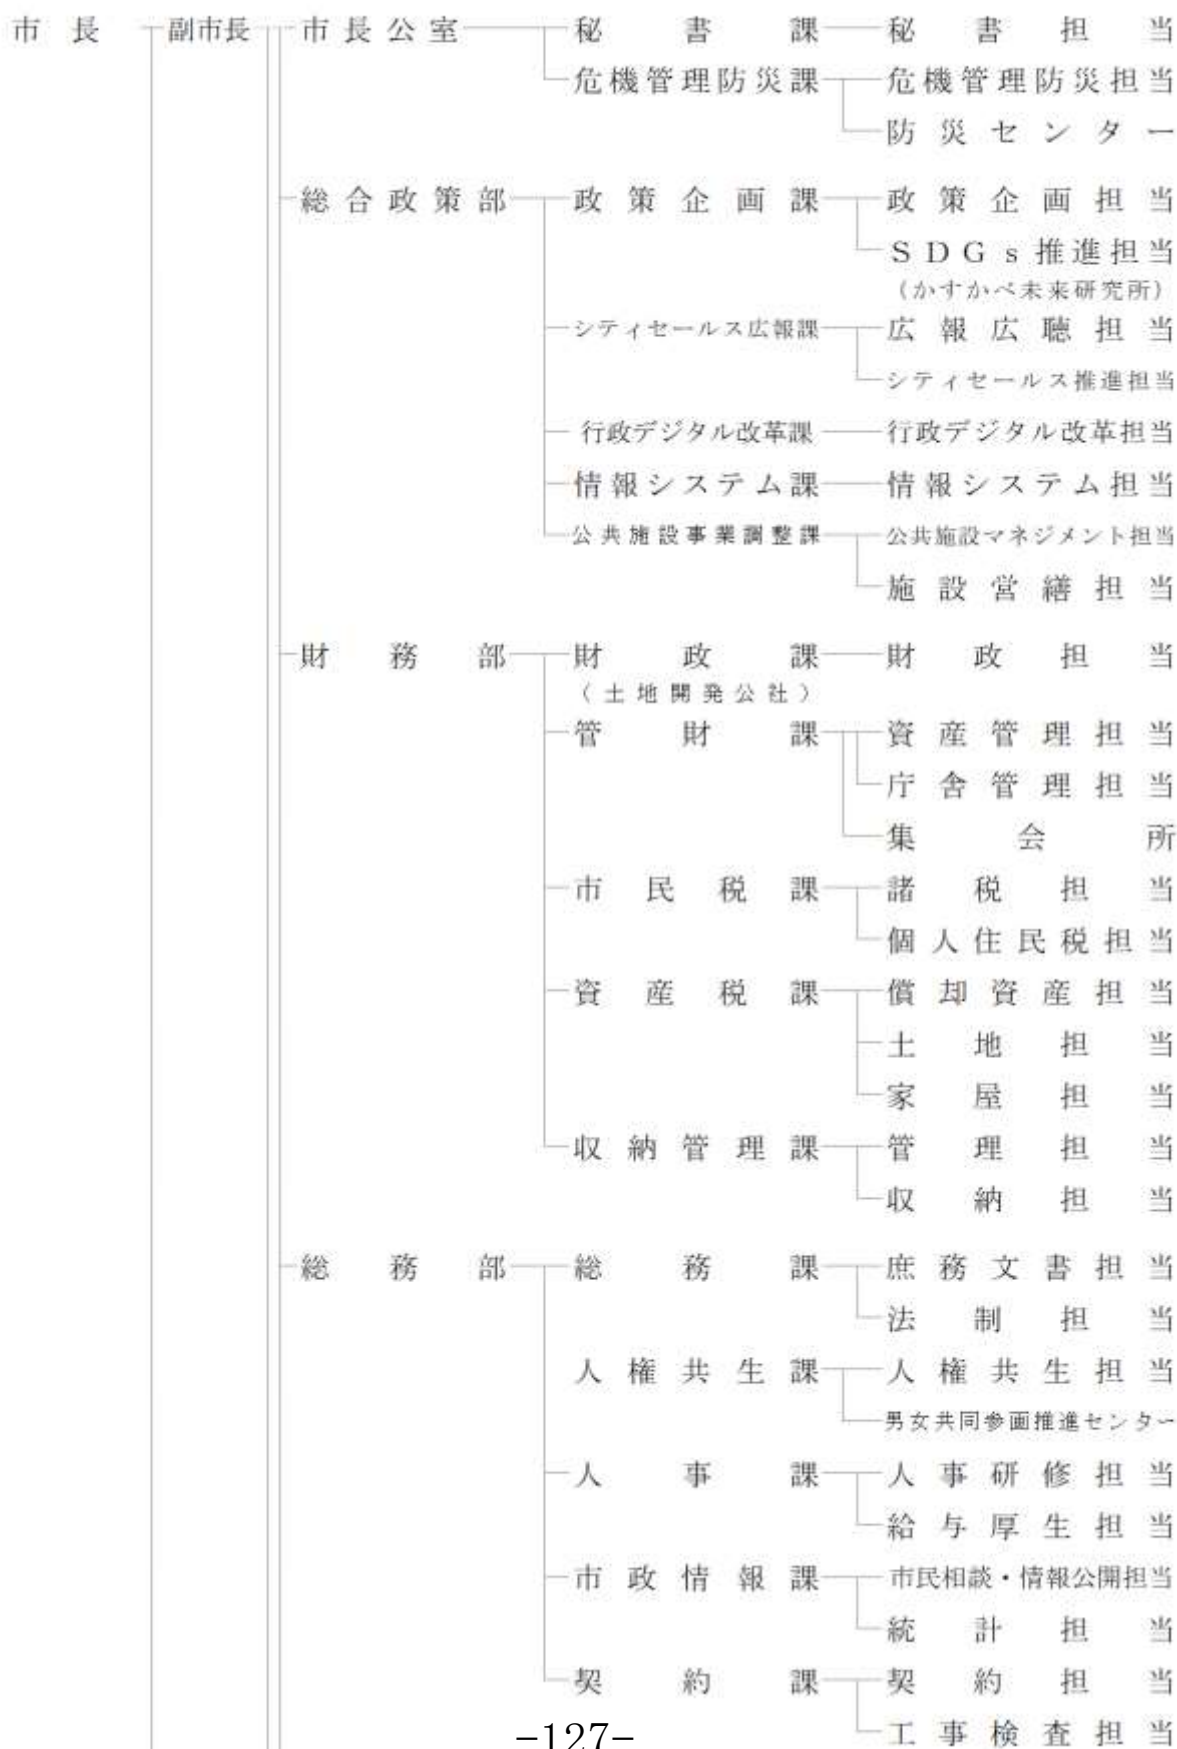 市長 副市長 市長公室 秘書課 秘書担当
危機管理防災課 危機管理防災担当
防災センター
総合政策部 政策企画課 政策企画担当
SDGs推進担当
(かすかべ未来研究所)
シティセールス広報課 広報広聴担当
シティセールス推進担当
行政デジタル改革課 行政デジタル改革担当
情報システム課 情報システム担当
公共施設事業調整課 公共施設マネジメント担当
施設営繕担当
財務部 財政課 財政担当
(土地開発公社)
管財課 資産管理担当
庁舎管理担当
集会所
市民税課 諸税担当
個人住民税担当
資産税課 償却資産担当
土地担当
家屋担当
収納管理課 管理担当
収納担当
総務部 総務課 庶務文書担当
法制担当
人権共生課 人権共生担当
男女共同参画推進センター
人事課 人事研修担当
給与厚生担当
市政情報課 市民相談・情報公開担当
統計担当
契約課 契約担当
工事検査担当
-127-